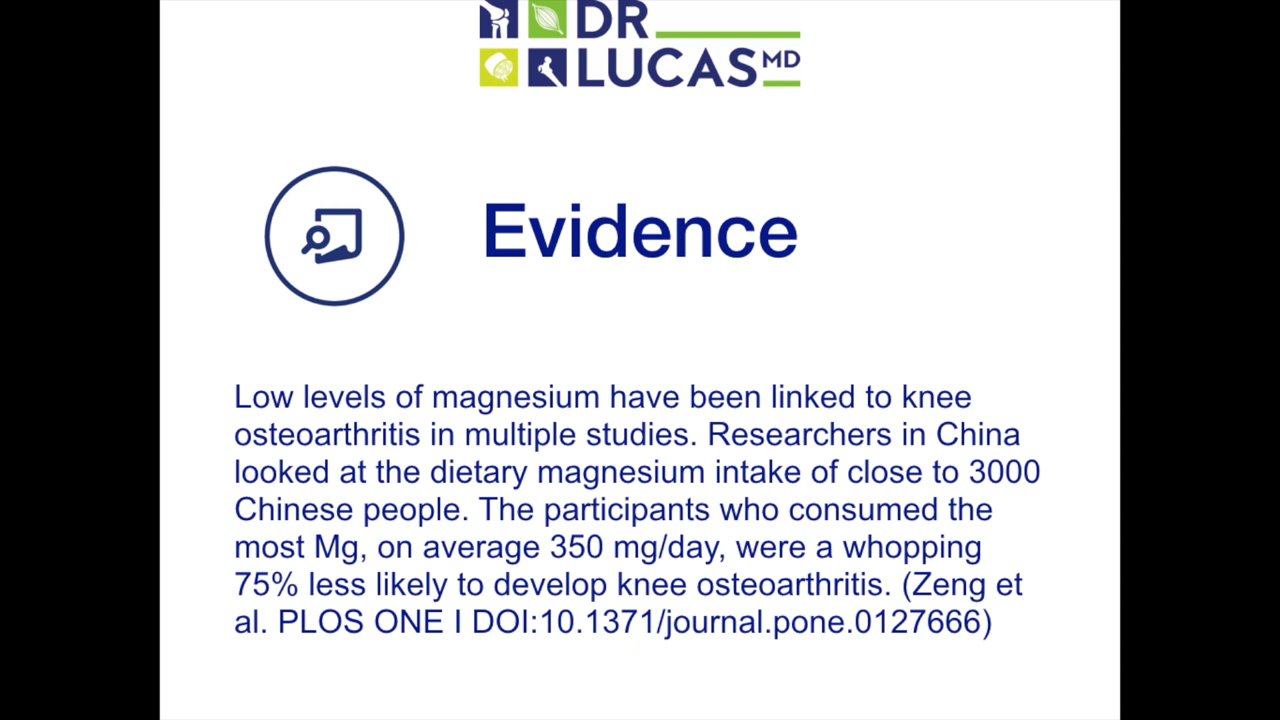 DR
LUCAS MD
Evidence
Low levels of magnesium have been linked to knee
osteoarthritis in multiple studies. Researchers in China
looked at the dietary magnesium intake of close to 3000
Chinese people. The participants who consumed the
most Mg, on average 350 mg/day, were a whopping
75% less likely to develop knee osteoarthritis. (Zeng et
al. PLOS ONE I DOI:10.1371/journal.pone.0127666)